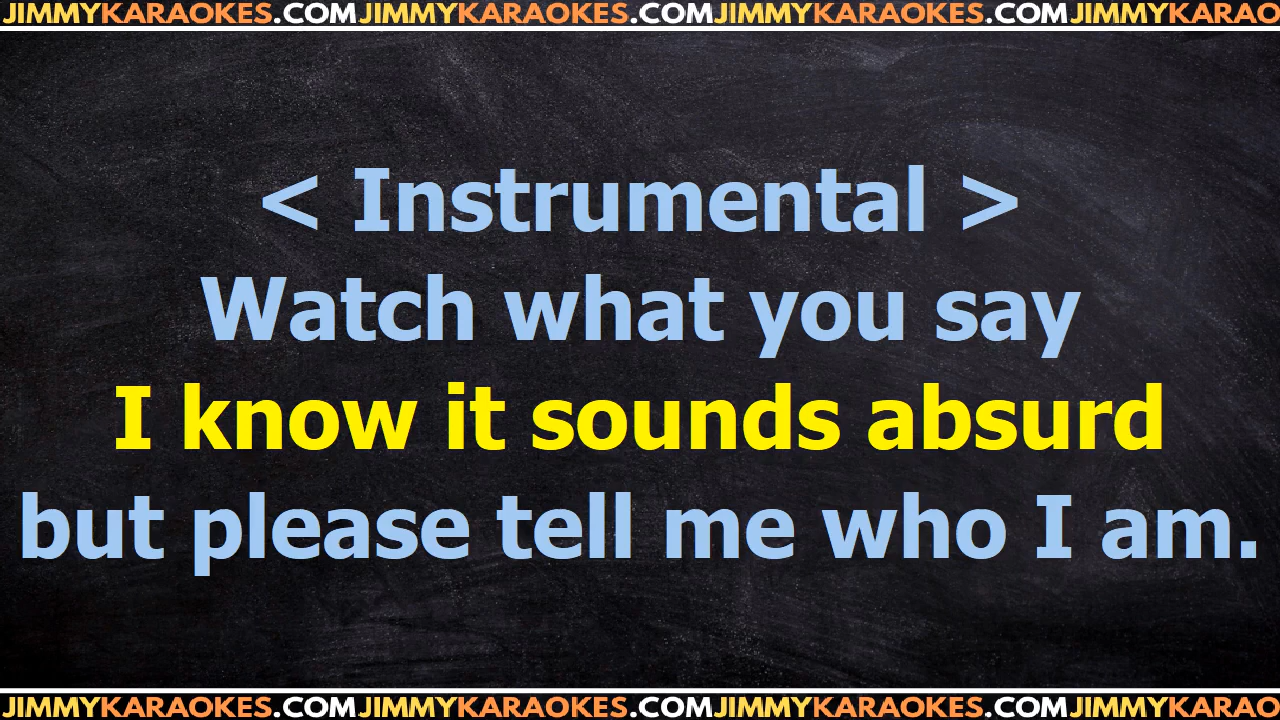 JIMMYKARAOKES.COMJIMMYKARAOKES.COMJIMMYKARAOKES.COMJIMMYKARAO
< Instrumental >
Watch what you say
I know it sounds absurd
but please tell me who I am.
JIMMYKARAOKES.COMJIMMYKARAOKES.COMJIMMYKARAOKES.COMJIMMYKARAO